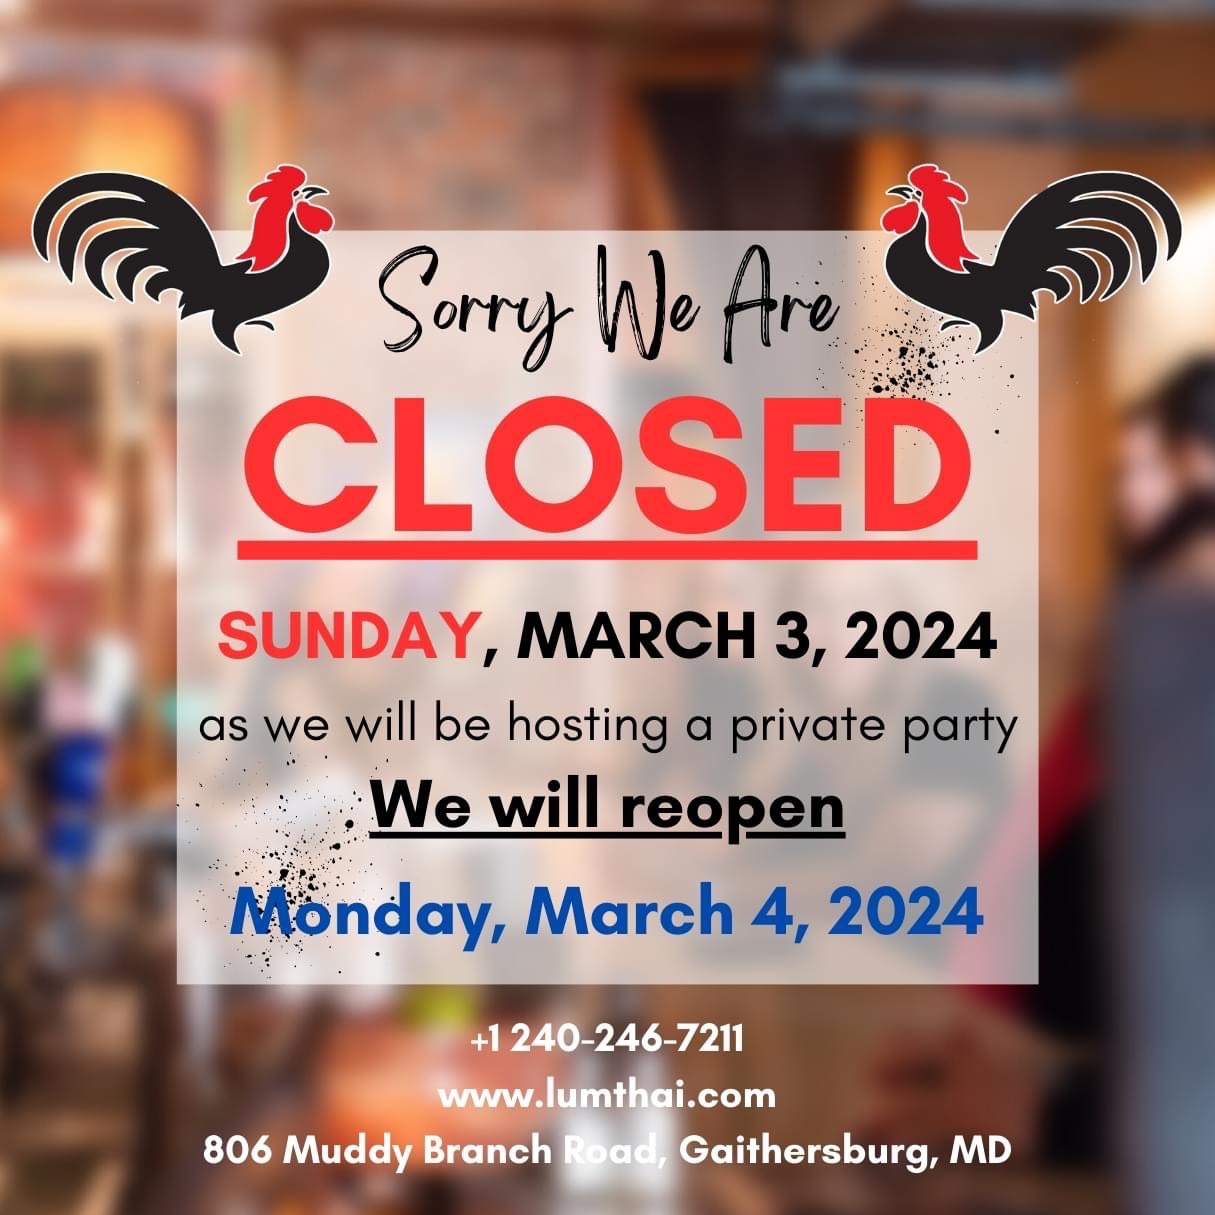 Sorry We Are
CLOSED
SUNDAY, MARCH 3, 2024
as we will be hosting a private party
We will reopen
Monday, March 4, 2024
+1 240-246-7211
www.lumthai.com
806 Muddy Branch Road, Gaithersburg, MD